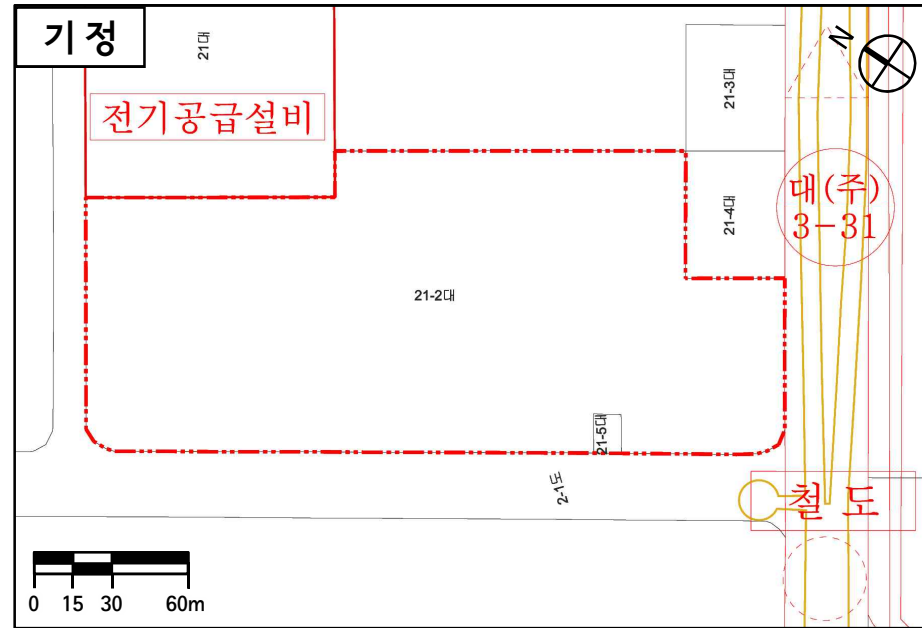 기 정
21대
N
전기공급설비
21-3대
대(주)
3-31
21-4대
21-2대
21-5대
2-1도
철 도
0 15 30 60m